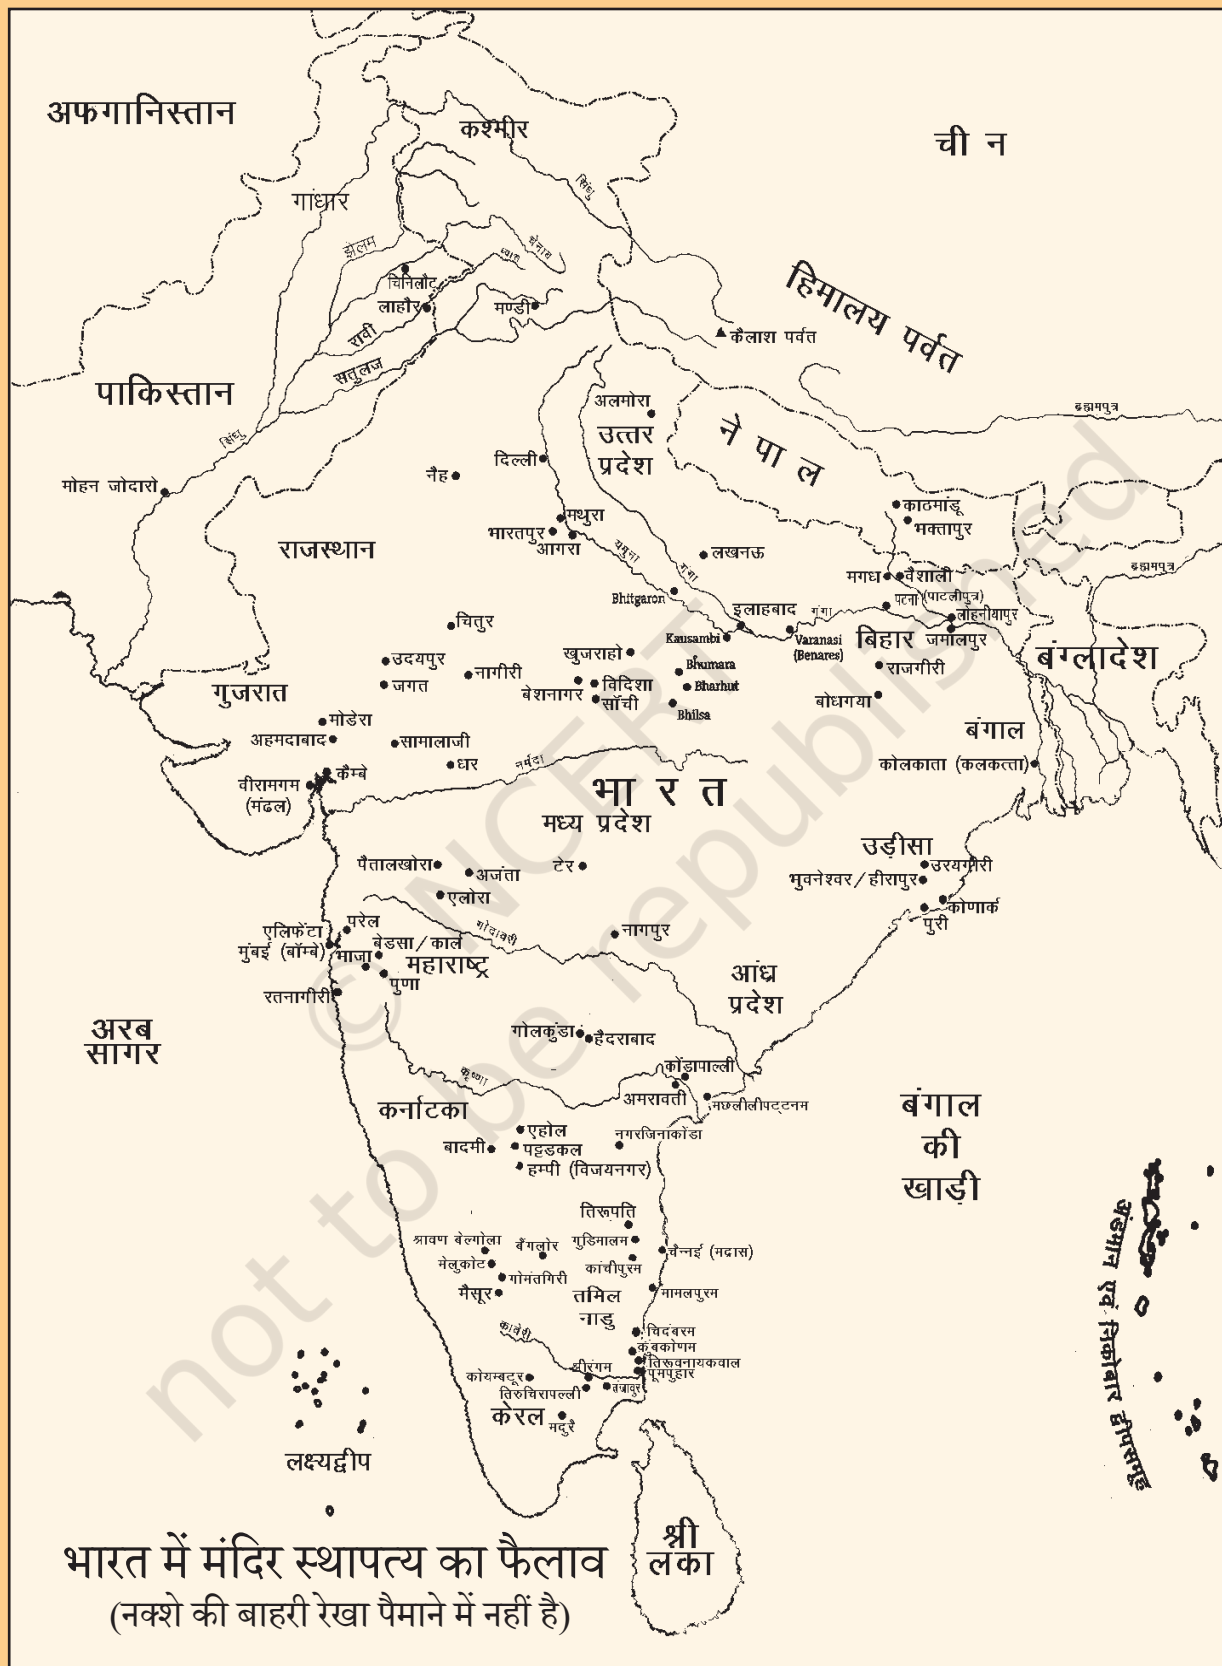 अफगानिस्तान
कश्मीर
ची न
गांधार
सिंधु
झेलम
चेनाब
ब्यास
चिनिलौट
लाहौर
मण्डी
रावी
सतुलज
हिमालय पर्वत
कैलाश पर्वत
पाकिस्तान
सिंधु
अलमोरा
ब्रह्मपुत्र
उत्तर
प्रदेश
ने पा ल
दिल्ली
नैह
मोहन जोदारो
काठमांडू
भक्तापुर
मथुरा
भारतपुर
आगरा
राजस्थान
यमुना
गंगा
लखनऊ
मगध
वैशाली
ब्रह्मपुत्र
Bhitgaron
इलाहबाद
गंगा
पटना (पाटलीपुत्र)
लोहनीयापुर
चितुर
Kausambi
Varanasi
(Benares)
बिहार
जमालपुर
बंग्लादेश
उदयपुर
नागीरी
खुजराहो
Bhumara
राजगीरी
गुजरात
जगत
बेशनागर
विदिशा
साँची
Bharhut
Bhilsa
बोधगया
मोडेरा
अहमदाबाद
सामालाजी
बंगाल
धार
नर्मदा
कोलकाता (कलकत्ता)
कैम्बे
वीरामगम
(मंढल)
भा र त
मध्य प्रदेश
उड़ीसा
पैतालखोरा
अजंता
टेर
उरयगीरी
भुवनेश्वर/हीरापुर
एलोरा
कोणार्क
पुरी
गोदावरी
नागपुर
परेल
एलिफेंटा
मुंबई (बॉम्बे)
बेडसा/कार्ल
भाजा
महाराष्ट्र
पुणा
आंध्र
प्रदेश
रतनागीरी
अरब
सागर
गोलकुंडा
हैदराबाद
कृष्णा
कोंडापाल्ली
अमरावती
मछलीलीपट्टनम
कर्नाटका
बंगाल
की
खाड़ी
एहोल
नगरजिनाकोंडा
बादमी
पट्टडकल
हम्पी (विजयनगर)
तिरूपति
श्रावण बेल्गोला
बैंगलोर
गुडिमालम
चैन्नई (मद्रास)
मेलुकोट
गोमंतगिरी
कांचीपुरम
मैसूर
तमिल
नाडु
मामलपुरम
अंडमान एवं निकोबार द्वीपसमुह
कावेरी
चिदंबरम
कुंबकोणम
तिरूवनायकवाल
पूमपुहार
श्रीरंगम
कोयम्बटूर
तिरुचिरापल्ली
तंजावुर
केरल
मदुरै
लक्ष्यद्वीप
श्री
लंका
भारत में मंदिर स्थापत्य का फैलाव
(नक्शे की बाहरी रेखा पैमाने में नहीं है)
© NCERT
not to be republished